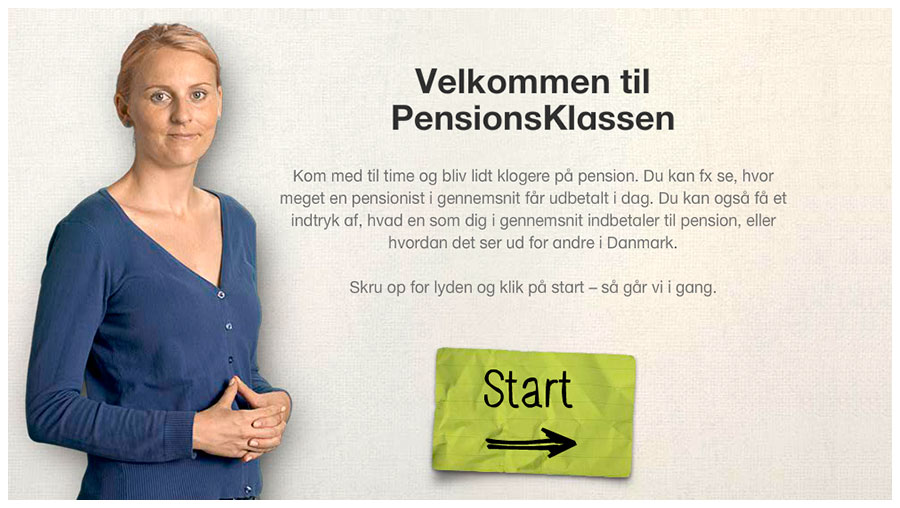 Velkommen til
PensionsKlassen
Kom med til time og bliv lidt klogere på pension. Du kan fx se, hvor
meget en pensionist i gennemsnit får udbetalt i dag. Du kan også få et
indtryk af, hvad en som dig i gennemsnit indbetaler til pension, eller
hvordan det ser ud for andre i Danmark.
Skru op for lyden og klik på start – så går vi i gang.
Start